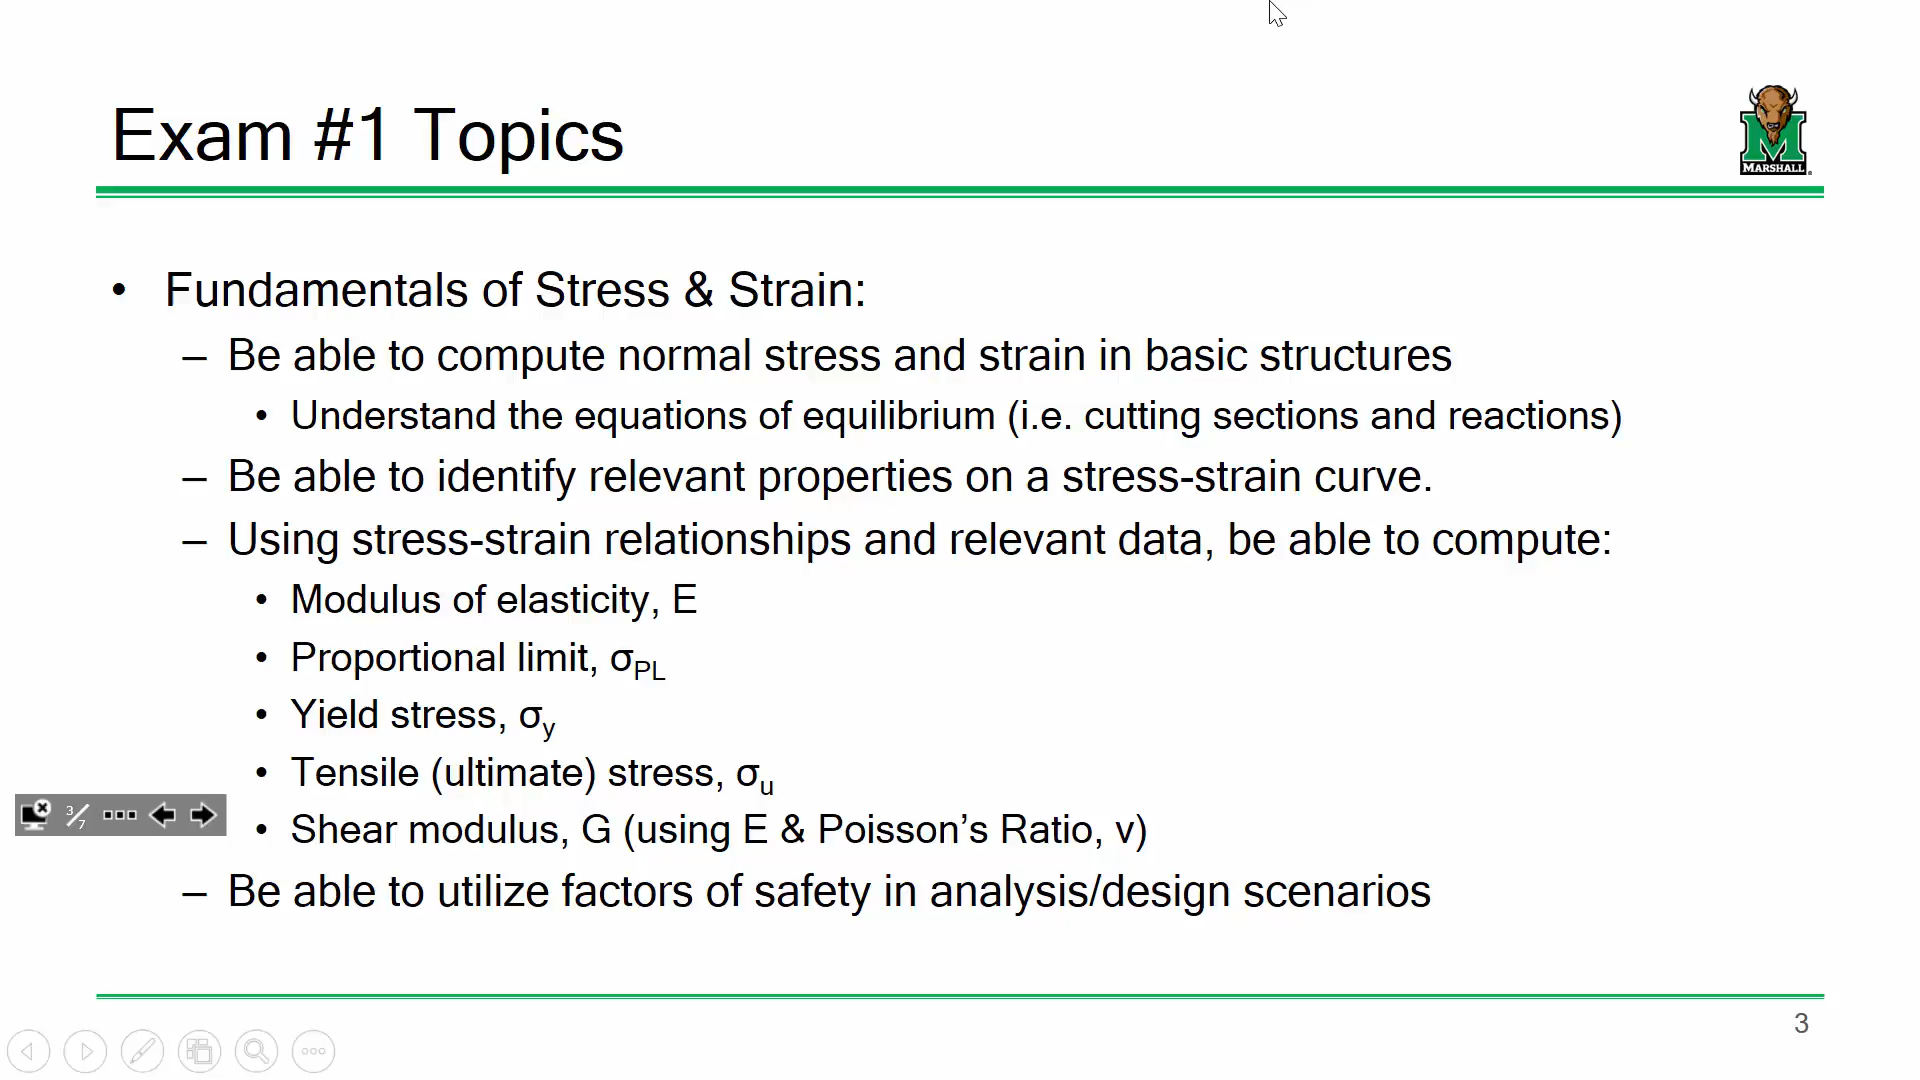 Exam #1 Topics
MARSHALL
• Fundamentals of Stress & Strain:
– Be able to compute normal stress and strain in basic structures
• Understand the equations of equilibrium (i.e. cutting sections and reactions)
– Be able to identify relevant properties on a stress-strain curve.
– Using stress-strain relationships and relevant data, be able to compute:
• Modulus of elasticity, E
• Proportional limit, σPL
• Yield stress, σy
• Tensile (ultimate) stress, σu
3/7
• Shear modulus, G (using E & Poisson’s Ratio, ν)
– Be able to utilize factors of safety in analysis/design scenarios
3